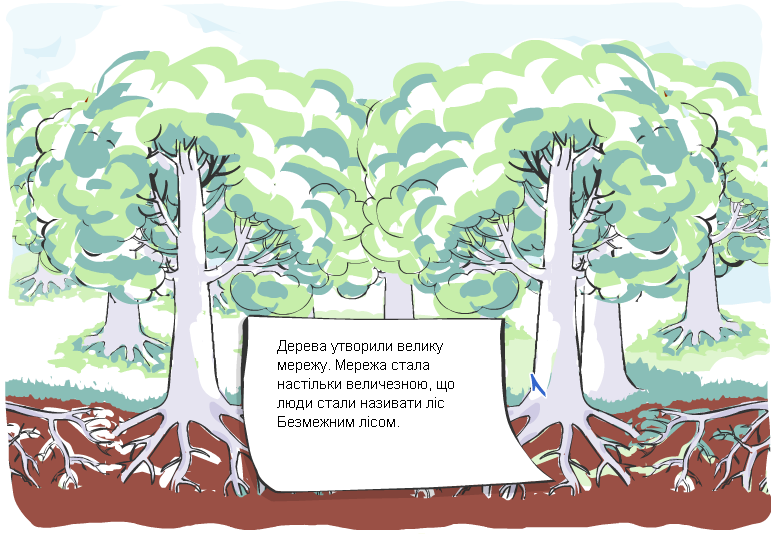 Дерева утворили велику
мережу. Мережа стала
настільки величезною, що
люди стали називати ліс
Безмежним лісом.